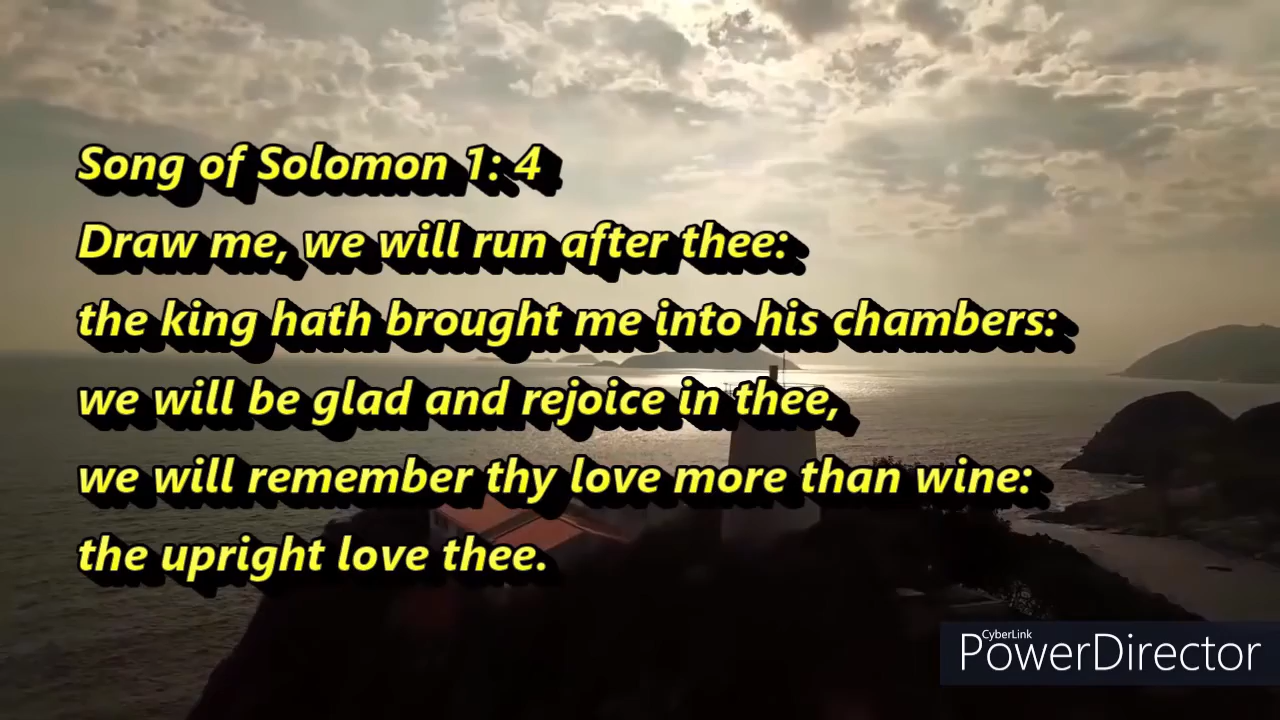 Song of Solomon 1: 4
Draw me, we will run after thee:
the king hath brought me into his chambers:
we will be glad and rejoice in thee,
we will remember thy love more than wine:
the upright love thee.
CyberLink
PowerDirector